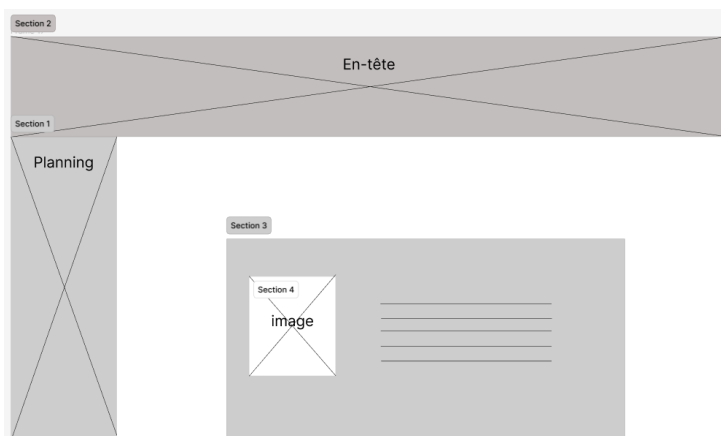 Section 2
En-tête
Section 1
Planning
Section 3
Section 4
image